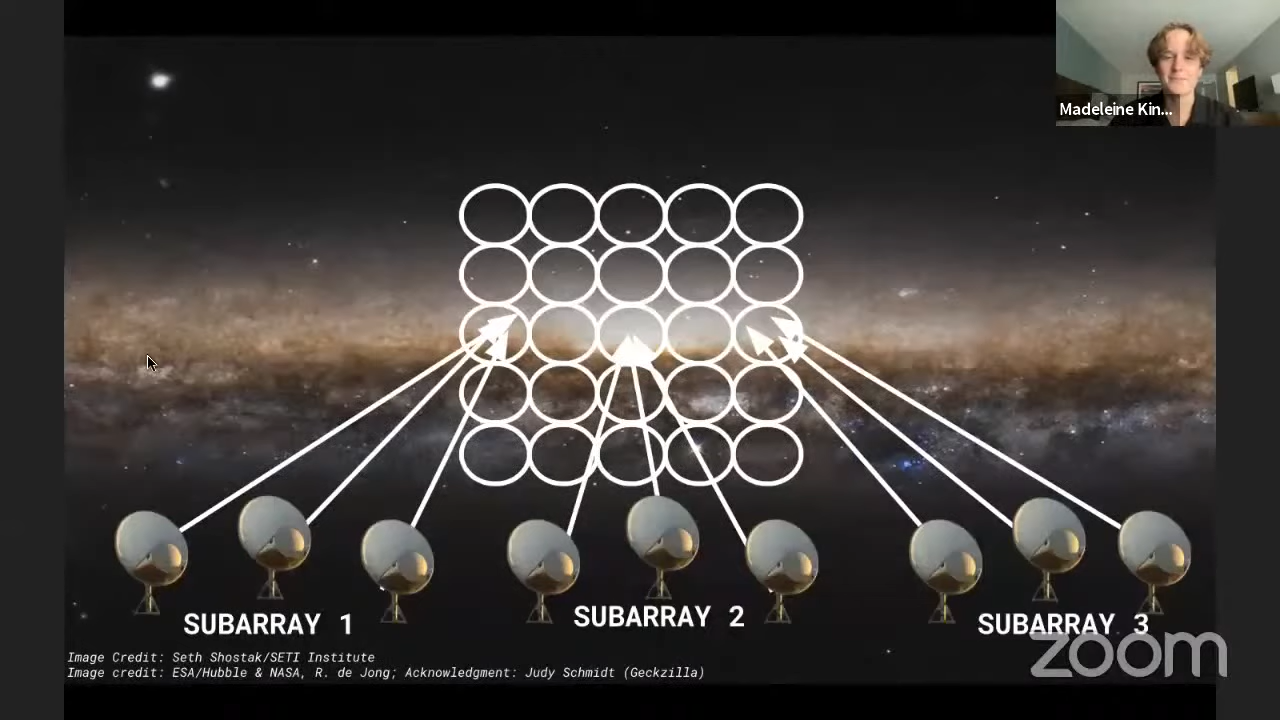 Madeleine Kin...
SUBARRAY 1
SUBARRAY 2
SUBARRAY 3
zoom
Image Credit: Seth Shostak/SETI Institute
Image credit: ESA/Hubble & NASA, R. de Jong; Acknowledgment: Judy Schmidt (Geckzilla)